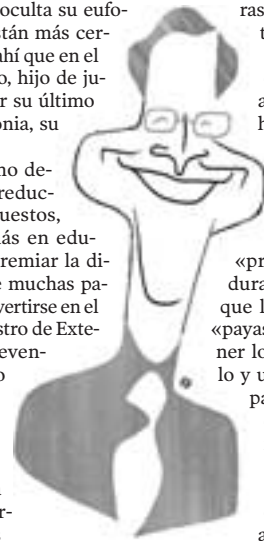 oculta su eufo-
stán más cer-
ahí que en el
o, hijo de ju-
r su último
onia, su
no de-
reduc-
uestos,
nás en edu-
remiar la di-
e muchas pa-
vertirse en el
stro de Exte-
even-
o
r-
ras
t
a
h
«pr
dura
que l
«payas
ner lo
lo y u
pa
a